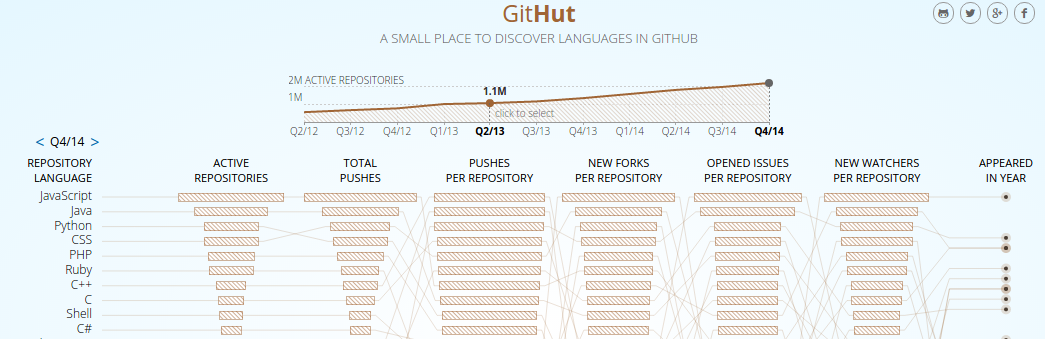 GitHut
A SMALL PLACE TO DISCOVER LANGUAGES IN GITHUB
2M ACTIVE REPOSITORIES
1M
1.1M
click to select
Q2/12 Q3/12 Q4/12 Q1/13 Q2/13 Q3/13 Q4/13 Q1/14 Q2/14 Q3/14 Q4/14
< Q4/14 >
REPOSITORY LANGUAGE
ACTIVE REPOSITORIES
TOTAL PUSHES
PUSHES PER REPOSITORY
NEW FORKS PER REPOSITORY
OPENED ISSUES PER REPOSITORY
NEW WATCHERS PER REPOSITORY
APPEARED IN YEAR
JavaScript
Java
Python
CSS
PHP
Ruby
C++
C
Shell
C#